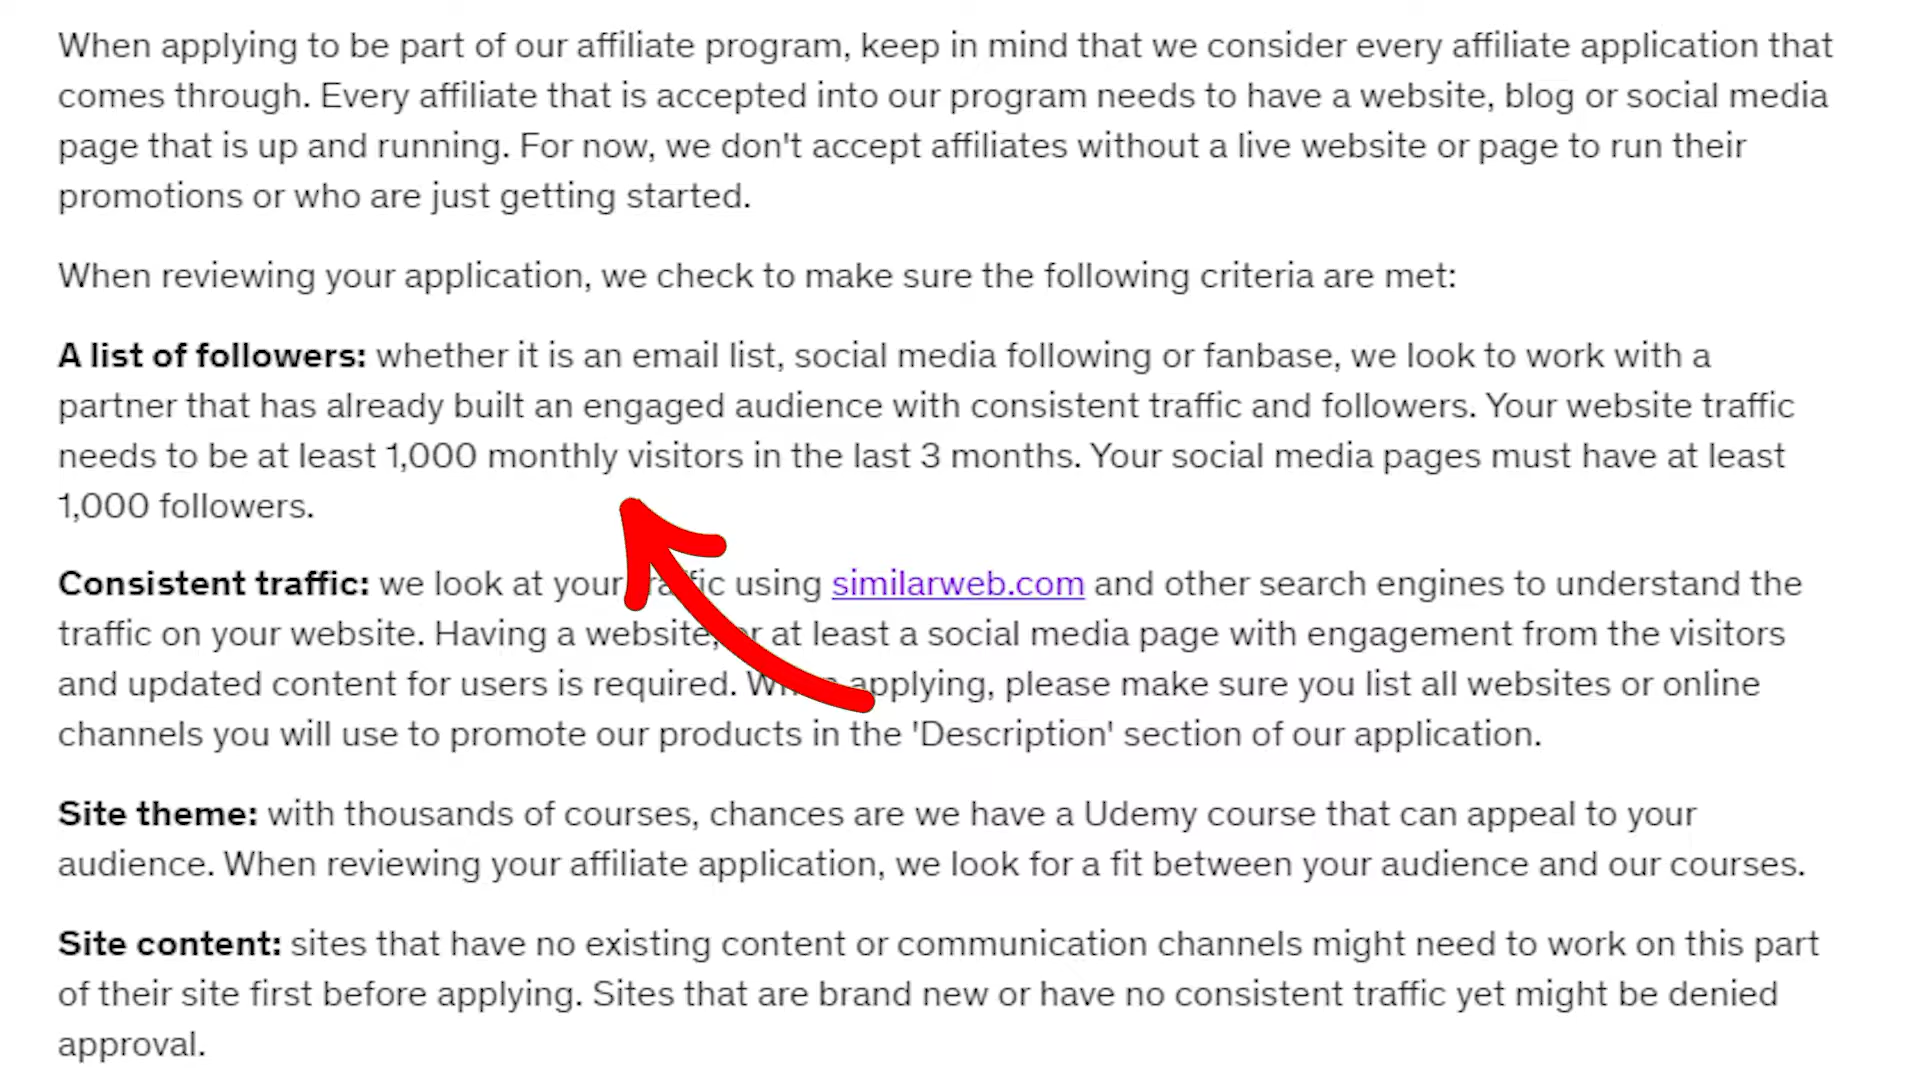 When applying to be part of our affiliate program, keep in mind that we consider every affiliate application that
comes through. Every affiliate that is accepted into our program needs to have a website, blog or social media
page that is up and running. For now, we don't accept affiliates without a live website or page to run their
promotions or who are just getting started.
When reviewing your application, we check to make sure the following criteria are met:
A list of followers: whether it is an email list, social media following or fanbase, we look to work with a
partner that has already built an engaged audience with consistent traffic and followers. Your website traffic
needs to be at least 1,000 monthly visitors in the last 3 months. Your social media pages must have at least
1,000 followers.
Consistent traffic: we look at your traffic using similarweb.com and other search engines to understand the
traffic on your website. Having a website, or at least a social media page with engagement from the visitors
and updated content for users is required. When applying, please make sure you list all websites or online
channels you will use to promote our products in the 'Description' section of our application.
Site theme: with thousands of courses, chances are we have a Udemy course that can appeal to your
audience. When reviewing your affiliate application, we look for a fit between your audience and our courses.
Site content: sites that have no existing content or communication channels might need to work on this part
of their site first before applying. Sites that are brand new or have no consistent traffic yet might be denied
approval.